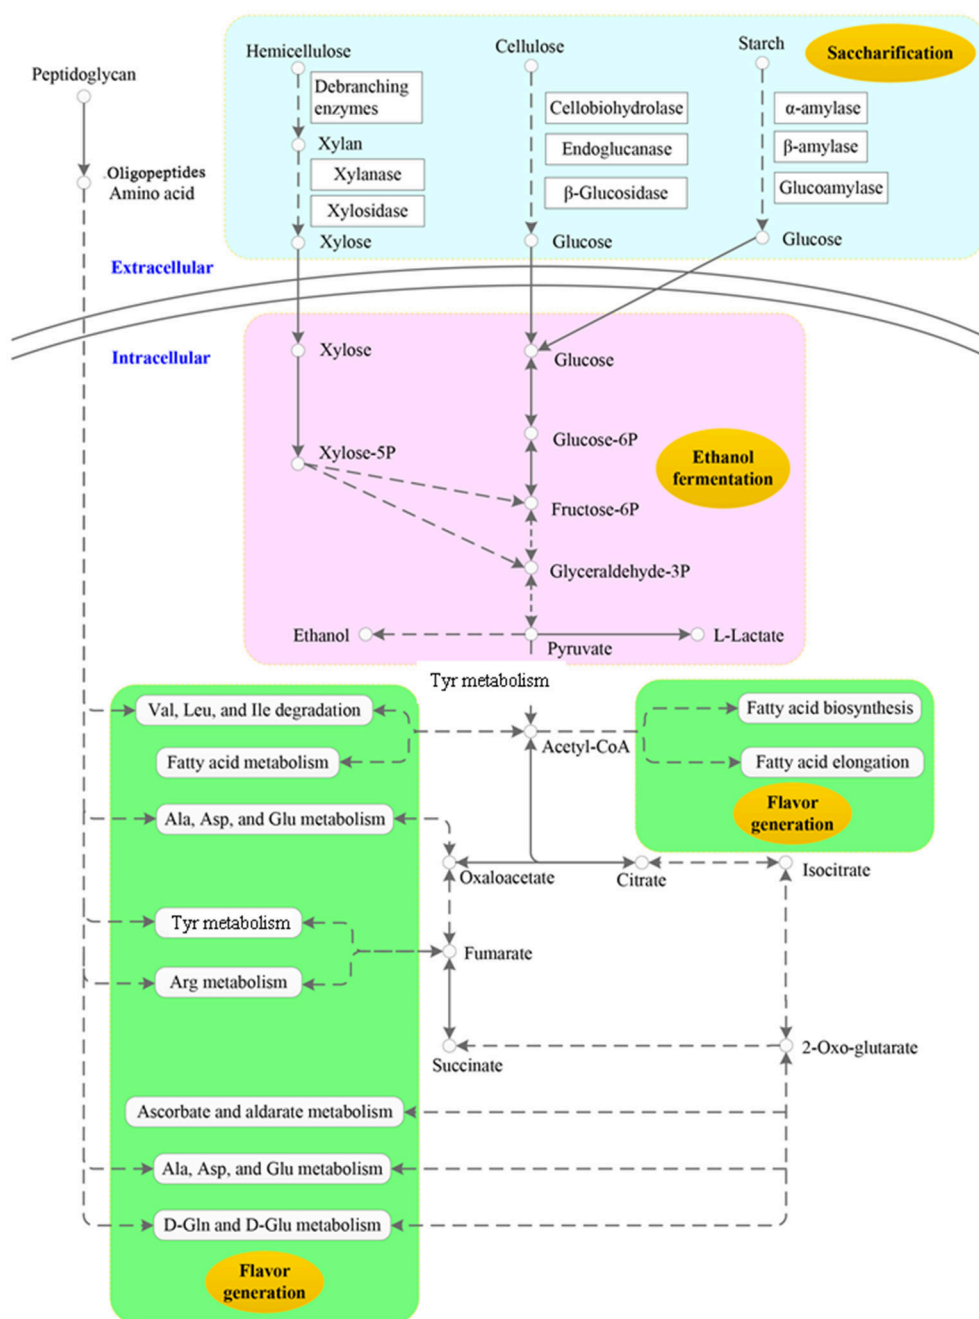 Hemicellulose
Cellulose
Starch
Saccharification
Peptidoglycan
Debranching
enzymes
Cellobiohydrolase
α-amylase
Xylan
Endoglucanase
β-amylase
Oligopeptides
Amino acid
Xylanase
β-Glucosidase
Glucoamylase
Xylosidase
Xylose
Glucose
Glucose
Extracellular
Intracellular
Xylose
Glucose
Xylose-5P
Glucose-6P
Ethanol
fermentation
Fructose-6P
Glyceraldehyde-3P
Ethanol
Pyruvate
L-Lactate
Tyr metabolism
Val, Leu, and Ile degradation
Acetyl-CoA
Fatty acid biosynthesis
Fatty acid metabolism
Fatty acid elongation
Flavor
generation
Ala, Asp, and Glu metabolism
Oxaloacetate
Citrate
Isocitrate
Tyr metabolism
Fumarate
Arg metabolism
Succinate
2-Oxo-glutarate
Ascorbate and aldarate metabolism
Ala, Asp, and Glu metabolism
D-Gln and D-Glu metabolism
Flavor
generation